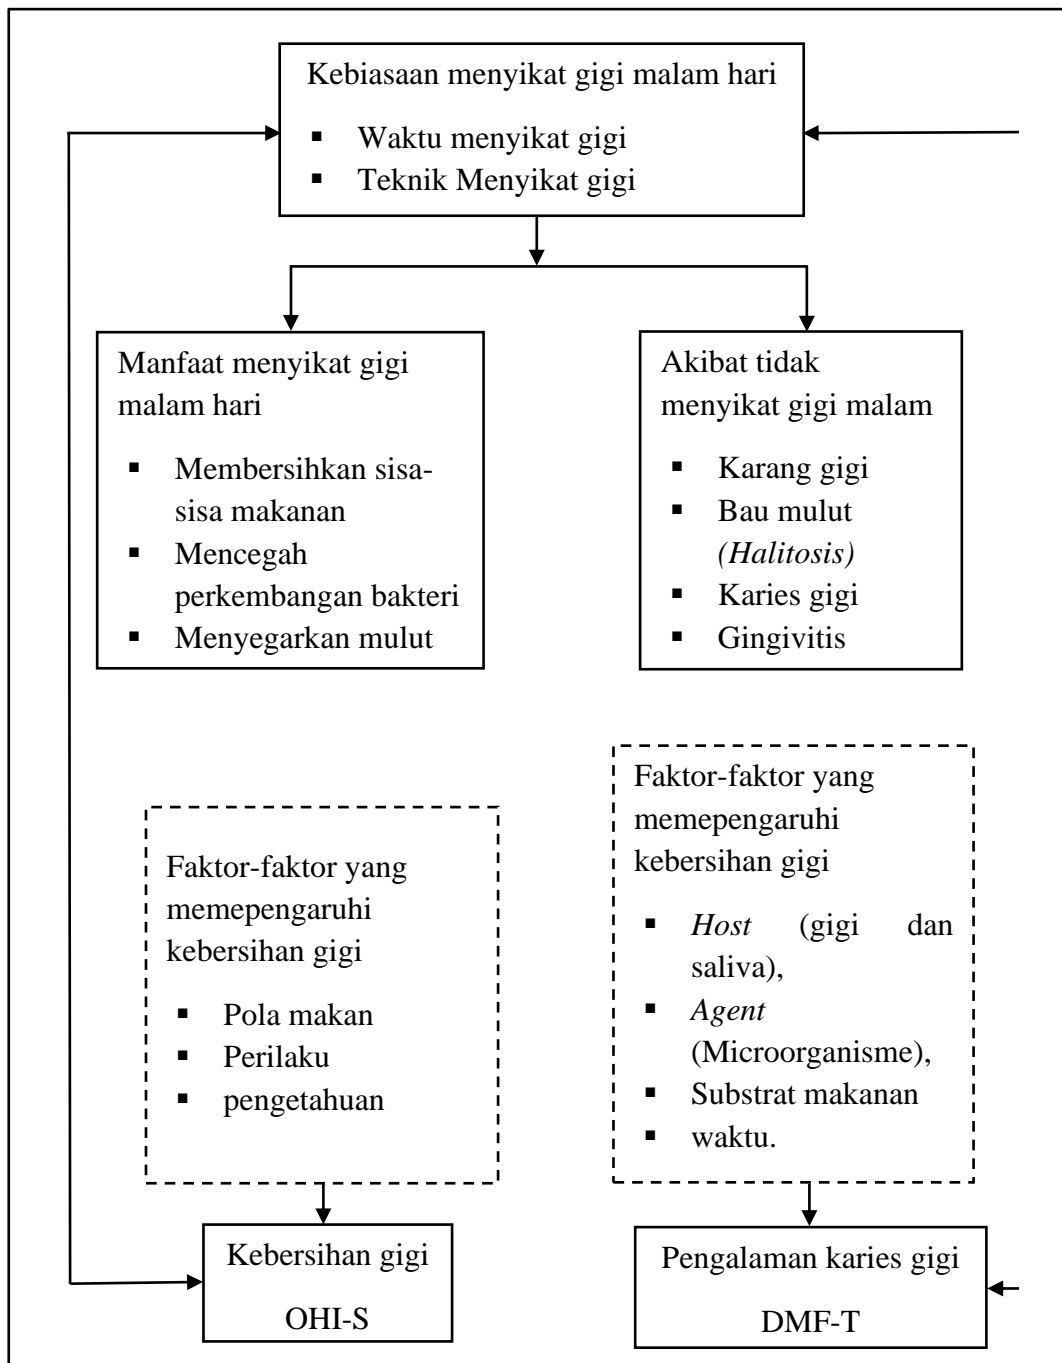 Kebiasaan menyikat gigi malam hari
▪ Waktu menyikat gigi
▪ Teknik Menyikat gigi
Manfaat menyikat gigi
malam hari
▪ Membersihkan sisa-
sisa makanan
▪ Mencegah
perkembangan bakteri
▪ Menyegarkan mulut
Akibat tidak
menyikat gigi malam
▪ Karang gigi
▪ Bau mulut
(Halitosis)
▪ Karies gigi
▪ Gingivitis
Faktor-faktor yang
memepengaruhi
kebersihan gigi
▪ Pola makan
▪ Perilaku
▪ pengetahuan
Faktor-faktor yang
memepengaruhi
kebersihan gigi
▪ Host (gigi dan
saliva),
▪ Agent
(Microorganisme),
▪ Substrat makanan
▪ waktu.
Kebersihan gigi
OHI-S
Pengalaman karies gigi
DMF-T